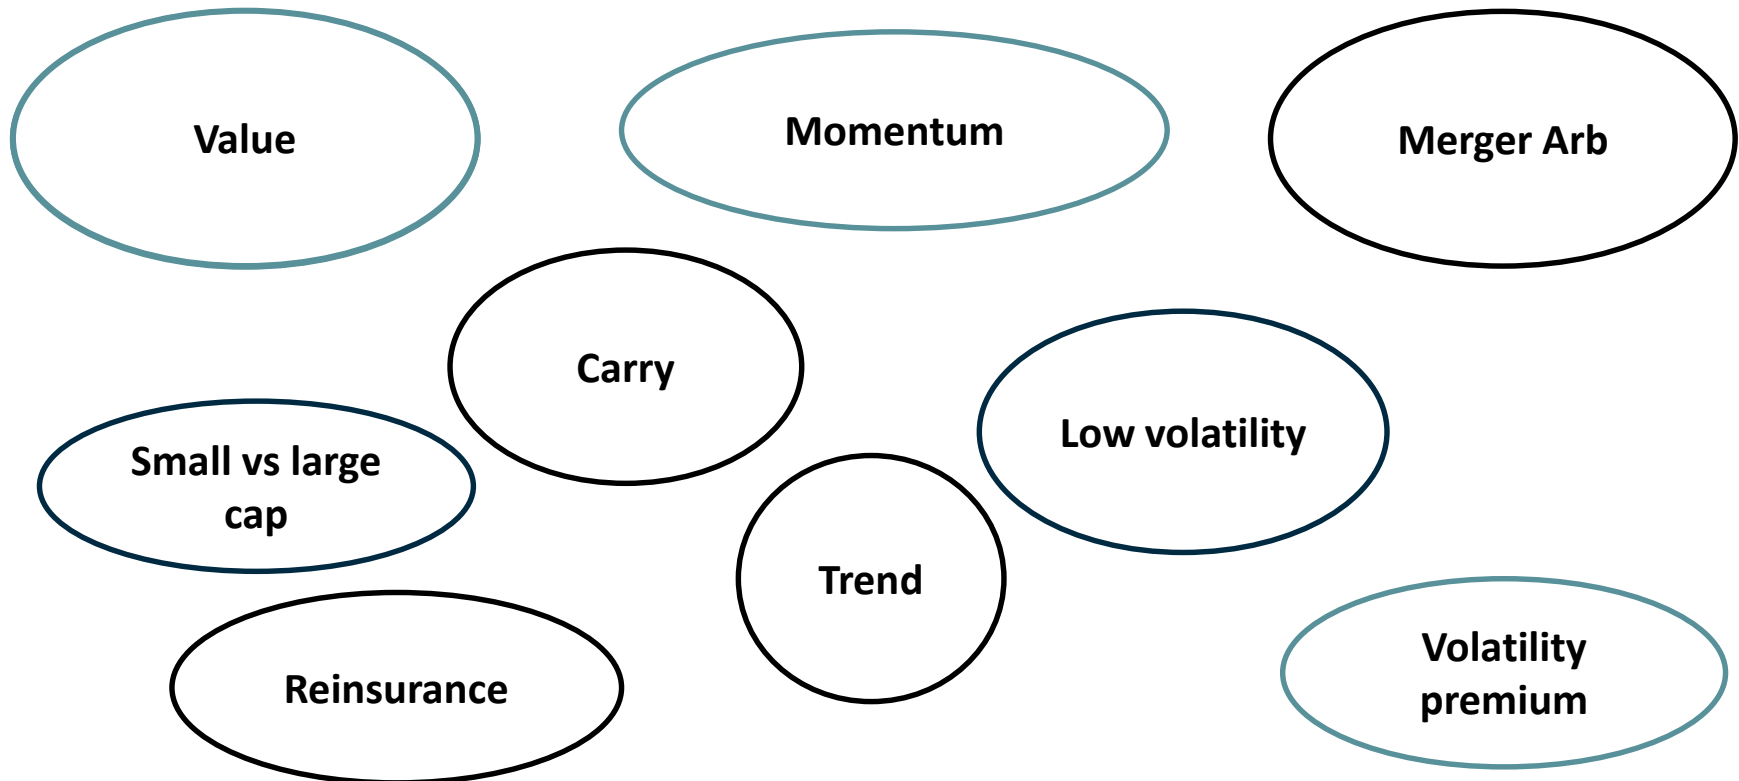 Value
Momentum
Merger Arb
Carry
Low volatility
Small vs large
cap
Trend
Reinsurance
Volatility
premium